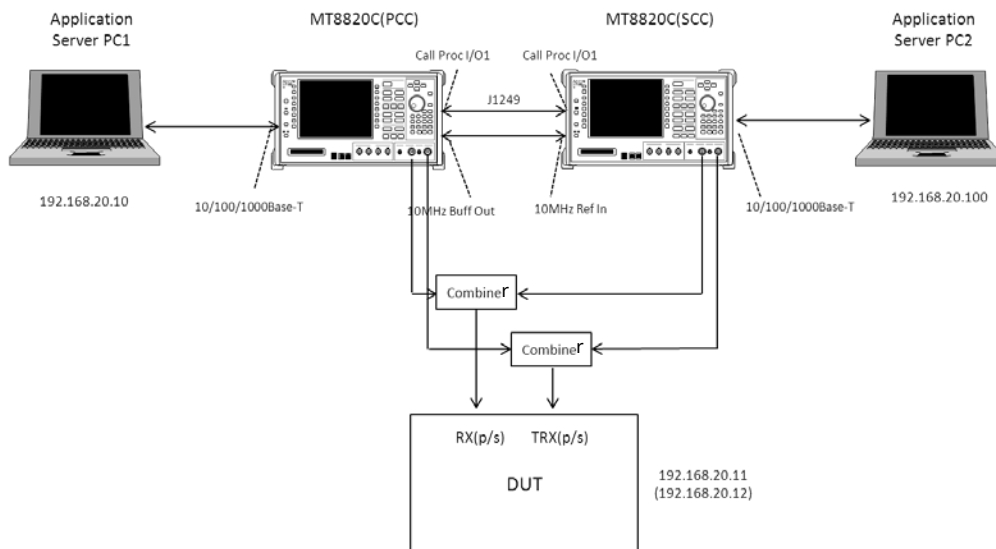 Application
Server PC1
MT8820C(PCC)
MT8820C(SCC)
Application
Server PC2
Call Proc I/O1
Call Proc I/O1
J1249
192.168.20.10
10/100/1000Base-T
10MHz Buff Out
10MHz Ref In
10/100/1000Base-T
192.168.20.100
Combiner
Combiner
RX(p/s)
TRX(p/s)
DUT
192.168.20.11
(192.168.20.12)